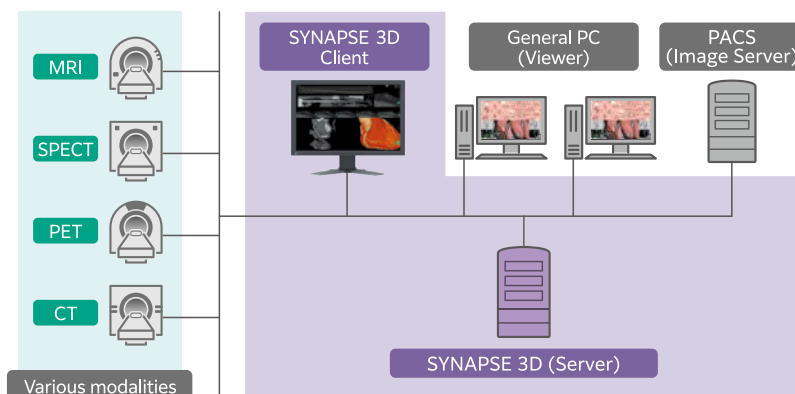 SYNAPSE 3D
Client
General PC
(Viewer)
PACS
(Image Server)
MRI
SPECT
PET
CT
SYNAPSE 3D (Server)
Various modalities